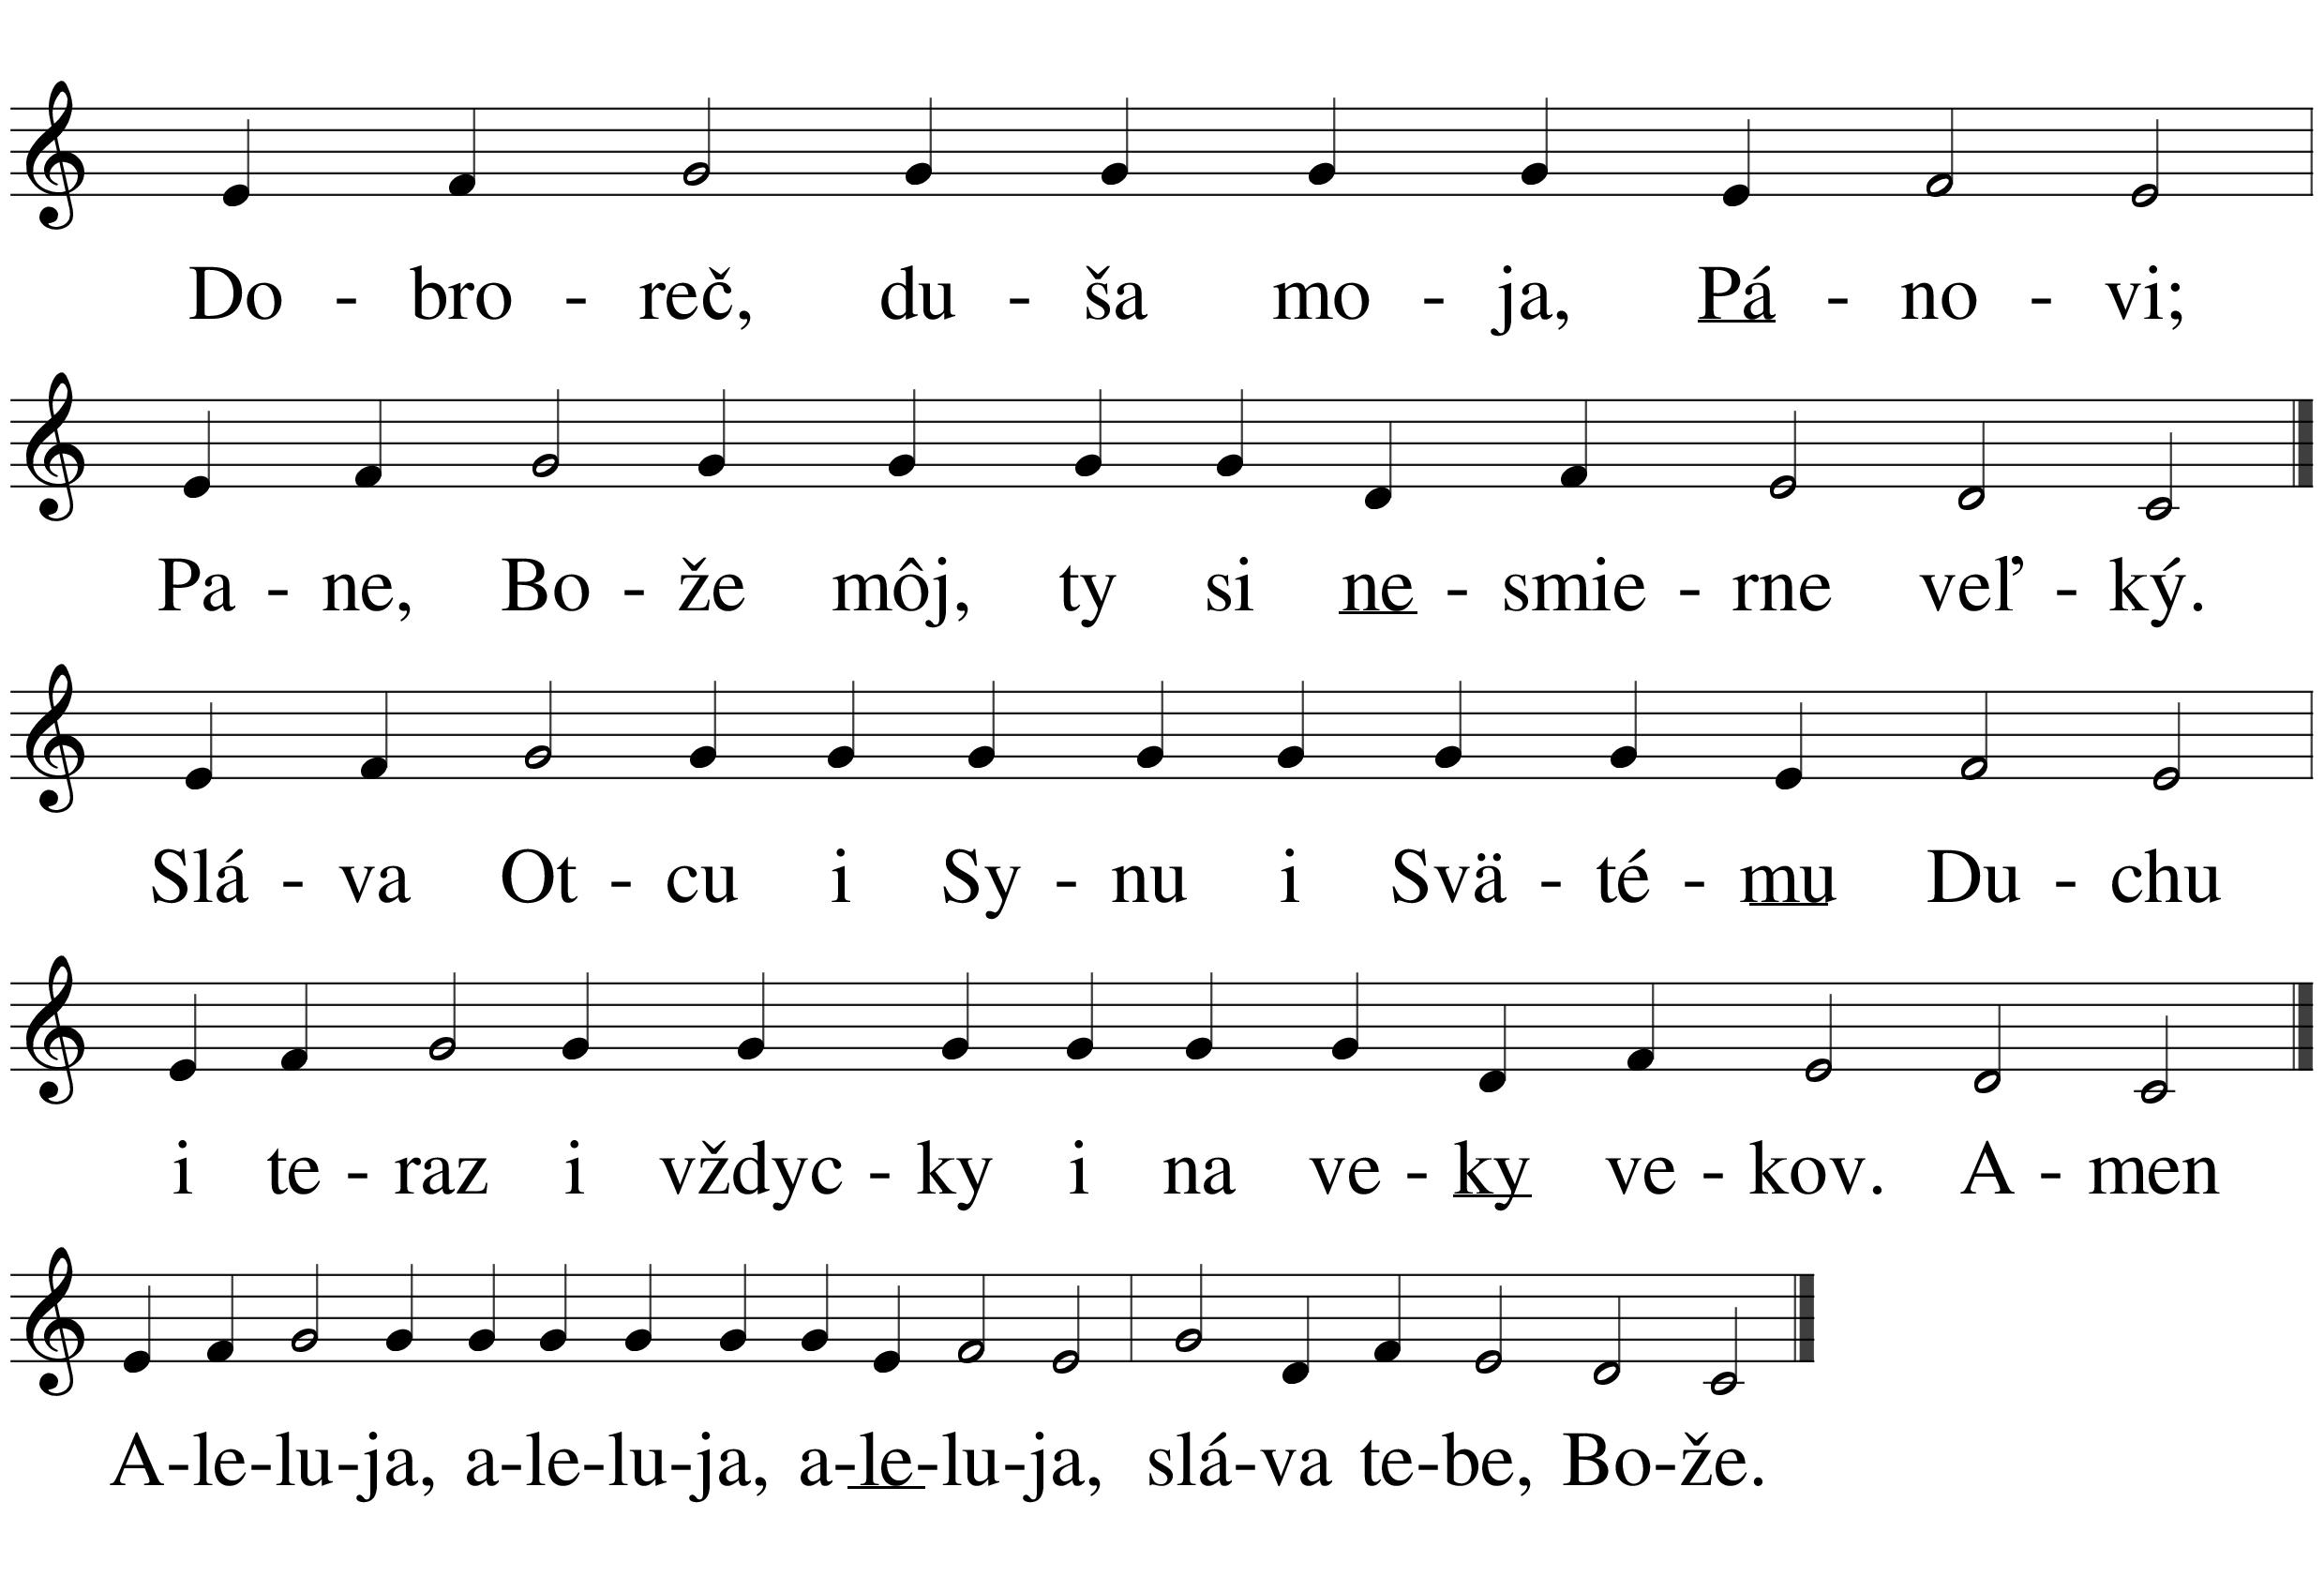 Do - bro - reč, du - ša mo - ja, Pá - no - vi;
Pa - ne, Bo - že môj, ty si ne - smie - rne veľ - ký.
Slá - va Ot - cu i Sy - nu i Svä - té - mu Du - chu
i te - raz i vždyc - ky i na ve - ky ve - kov. A - men
A-le-lu-ja, a-le-lu-ja, a-le-lu-ja, slá-va te-be, Bo-že.